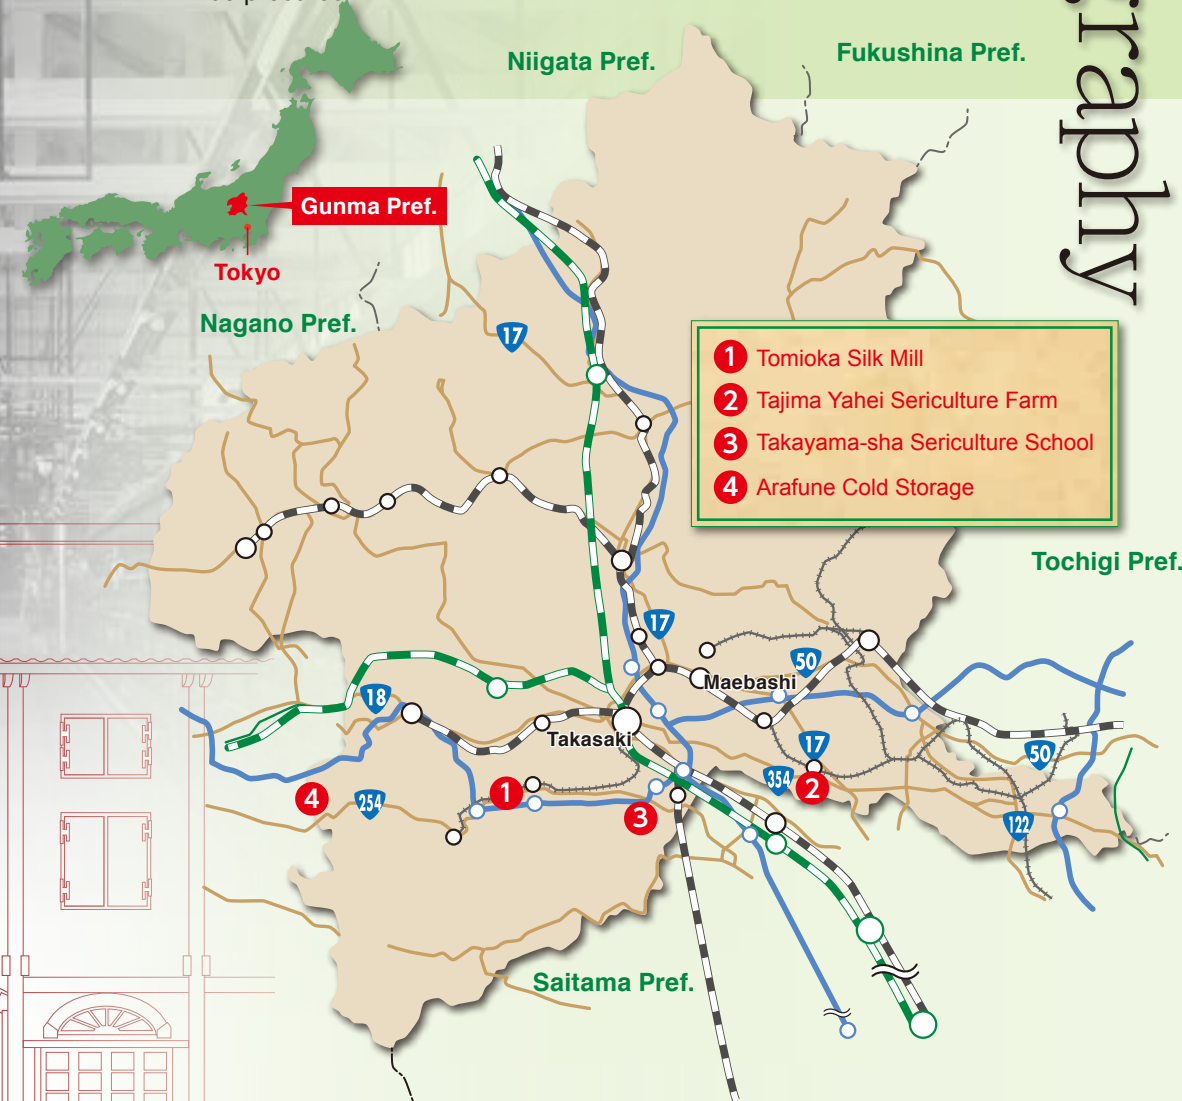 Niigata Pref.
Fukushina Pref.
raphy
Gunma Pref.
Tokyo
Nagano Pref.
17
1 Tomioka Silk Mill
2 Tajima Yahei Sericulture Farm
3 Takayama-sha Sericulture School
4 Arafune Cold Storage
Tochigi Pref.
17
50
Maebashi
18
Takasaki
17
50
354
2
4
254
1
3
122
Saitama Pref.